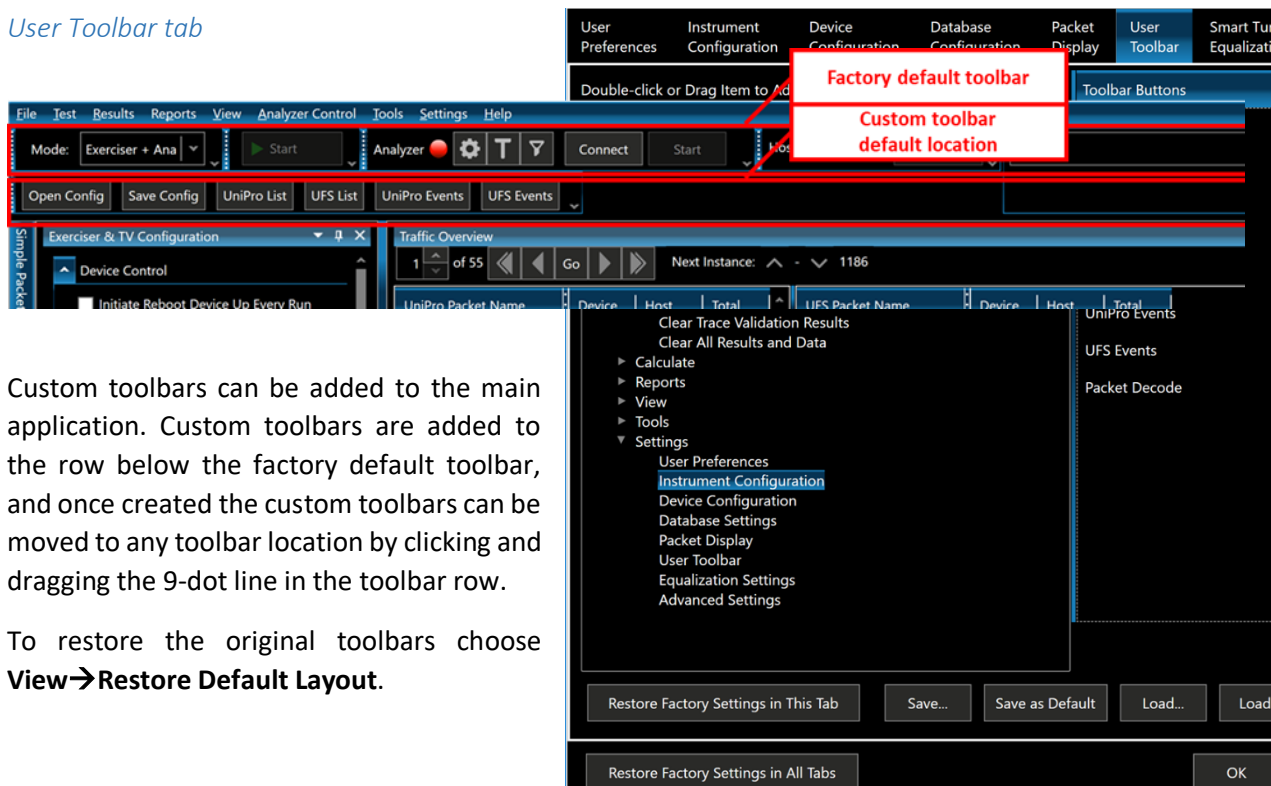 User Toolbar tab
User Preferences
Instrument Configuration
Device Configuration
Database Configuration
Packet Display
User Toolbar
Smart Tun
Equalizati
Double-click or Drag Item to Ad
Toolbar Buttons
Factory default toolbar
Custom toolbar
default location
File Test Results Reports View Analyzer Control Tools Settings Help
Mode: Exerciser + Ana Start Analyzer T Connect Start Hos
Open Config Save Config UniPro List UFS List UniPro Events UFS Events
Simple Packet
Exerciser & TV Configuration
Device Control
Initiate Reboot Device Up Every Run
Traffic Overview
1 of 55 Go Next Instance: - 1186
UniPro Packet Name Device Host Total UFS Packet Name Device Host Total
Clear Trace Validation Results
Clear All Results and Data
Calculate
Reports
View
Tools
Settings
User Preferences
Instrument Configuration
Device Configuration
Database Settings
Packet Display
User Toolbar
Equalization Settings
Advanced Settings
UniPro Events
UFS Events
Packet Decode
Restore Factory Settings in This Tab Save... Save as Default Load... Load
Restore Factory Settings in All Tabs OK
Custom toolbars can be added to the main
application. Custom toolbars are added to
the row below the factory default toolbar,
and once created the custom toolbars can be
moved to any toolbar location by clicking and
dragging the 9-dot line in the toolbar row.
To restore the original toolbars choose
View→Restore Default Layout.